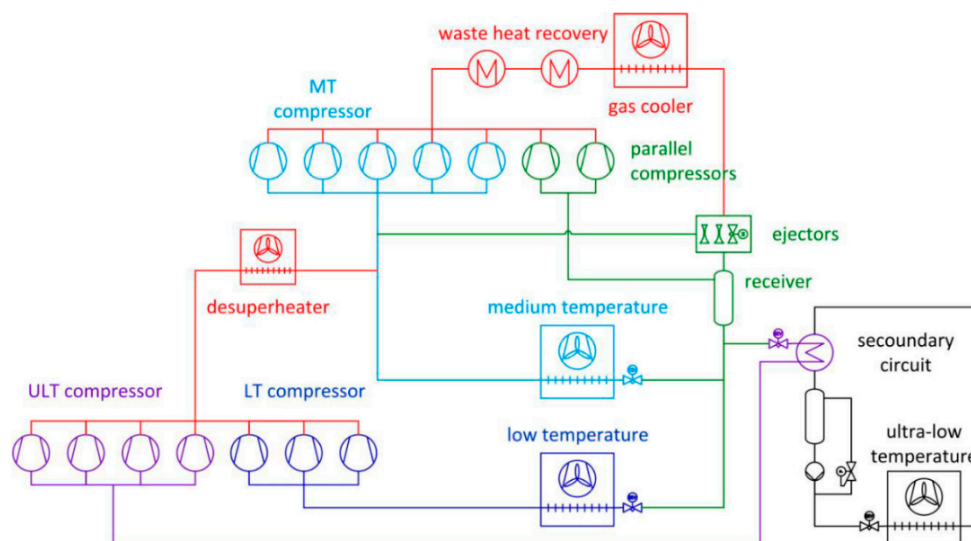 waste heat recovery
gas cooler
MT
compressor
parallel
compressors
ejectors
receiver
desuperheater
medium temperature
secoundary
circuit
ULT compressor
LT compressor
low temperature
ultra-low
temperature